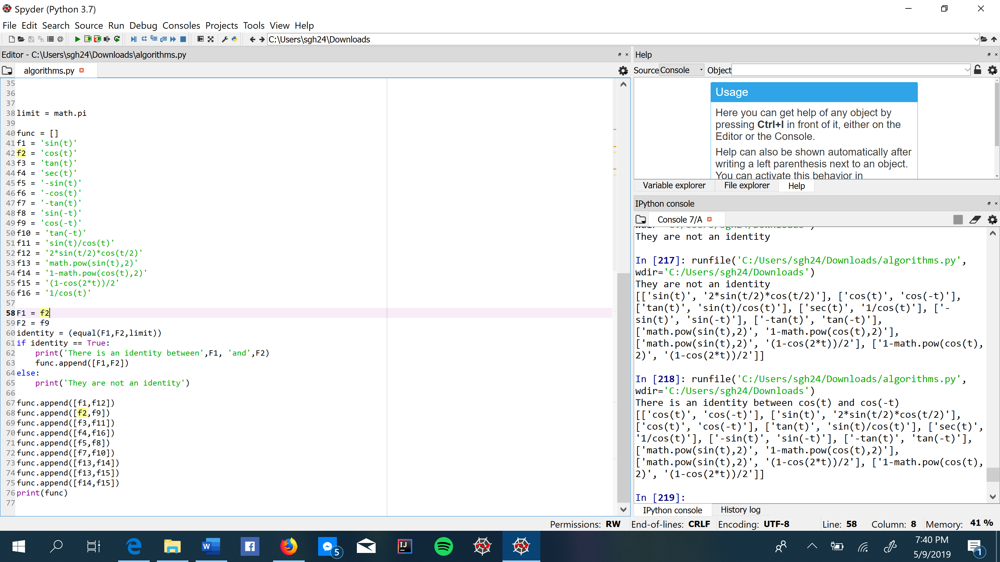 Spyder (Python 3.7)
File Edit Search Source Run Debug Consoles Projects Tools View Help
C:\Users\sgh24\Downloads
Editor - C:\Users\sgh24\Downloads\algorithms.py
algorithms.py
35
36
37
38 limit = math.pi
39
40 func = []
41 f1 = 'sin(t)'
42 f2 = 'cos(t)'
43 f3 = 'tan(t)'
44 f4 = 'sec(t)'
45 f5 = '-sin(t)'
46 f6 = '-cos(t)'
47 f7 = '-tan(t)'
48 f8 = 'sin(-t)'
49 f9 = 'cos(-t)'
50 f10 = 'tan(-t)'
51 f11 = 'sin(t)/cos(t)'
52 f12 = '2*sin(t/2)*cos(t/2)'
53 f13 = 'math.pow(sin(t),2)'
54 f14 = '1-math.pow(cos(t),2)'
55 f15 = '(1-cos(2*t))/2'
56 f16 = '1/cos(t)'
57
58 F1 = f2
59 F2 = f9
60 identity = (equal(F1,F2,limit))
61 if identity == True:
62     print('There is an identity between',F1, 'and',F2)
63     func.append([F1,F2])
64 else:
65     print('They are not an identity')
66
67 func.append([f1,f12])
68 func.append([f2,f9])
69 func.append([f3,f11])
70 func.append([f4,f16])
71 func.append([f5,f8])
72 func.append([f7,f10])
73 func.append([f13,f14])
74 func.append([f13,f15])
75 func.append([f14,f15])
76 print(func)
77
Help
Source Console Object
Usage
Here you can get help of any object by
pressing Ctrl+I in front of it, either on the
Editor or the Console.
Help can also be shown automatically after
writing a left parenthesis next to an object.
You can activate this behavior in
Variable explorer File explorer Help
IPython console
Console 7/A
wdir='C:/Users/sgh24/Downloads')
They are not an identity
In [217]: runfile('C:/Users/sgh24/Downloads/algorithms.py',
wdir='C:/Users/sgh24/Downloads')
They are not an identity
[['sin(t)', '2*sin(t/2)*cos(t/2)'], ['cos(t)', 'cos(-t)'],
['tan(t)', 'sin(t)/cos(t)'], ['sec(t)', '1/cos(t)'], ['-
sin(t)', 'sin(-t)'], ['-tan(t)', 'tan(-t)'],
['math.pow(sin(t),2)', '1-math.pow(cos(t),2)'],
['math.pow(sin(t),2)', '(1-cos(2*t))/2'], ['1-math.pow(cos(t),
2)', '(1-cos(2*t))/2']]
In [218]: runfile('C:/Users/sgh24/Downloads/algorithms.py',
wdir='C:/Users/sgh24/Downloads')
There is an identity between cos(t) and cos(-t)
[['cos(t)', 'cos(-t)'], ['sin(t)', '2*sin(t/2)*cos(t/2)'],
['cos(t)', 'cos(-t)'], ['tan(t)', 'sin(t)/cos(t)'], ['sec(t)',
'1/cos(t)'], ['-sin(t)', 'sin(-t)'], ['-tan(t)', 'tan(-t)'],
['math.pow(sin(t),2)', '1-math.pow(cos(t),2)'],
['math.pow(sin(t),2)', '(1-cos(2*t))/2'], ['1-math.pow(cos(t),
2)', '(1-cos(2*t))/2']]
In [219]:
IPython console History log
Permissions: RW End-of-lines: CRLF Encoding: UTF-8 Line: 58 Column: 8 Memory: 41 %
W
5
IJ
7:40 PM
5/9/2019
1